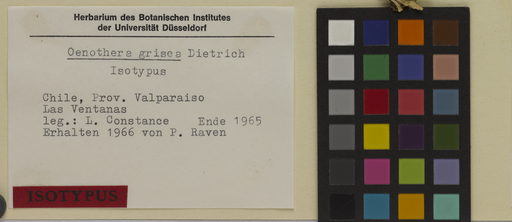 Herbarium des Botanischen Institutes
der Universität Düsseldorf
Oenothera grisea Dietrich
Isotypus
Chile, Prov. Valparaiso
Las Ventanas
leg.: L. Constance Ende 1965
Erhalten 1966 von P. Raven
ISOTYPUS